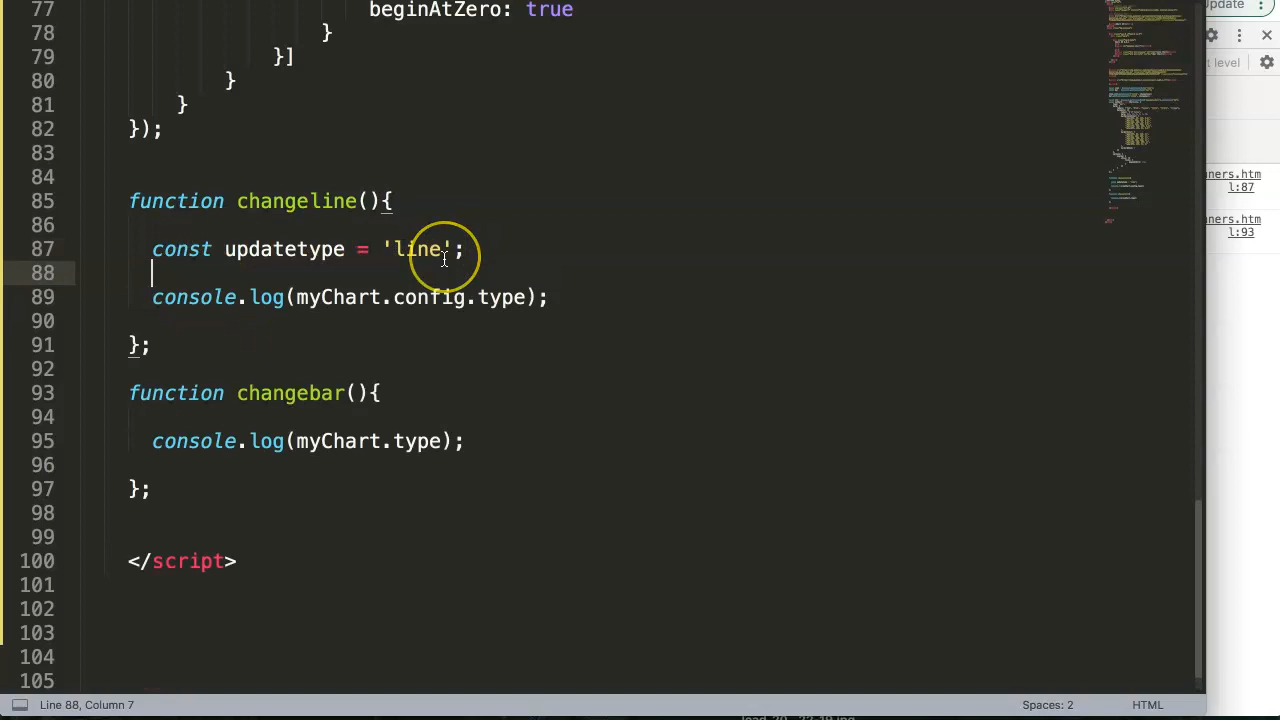 77 beginAtZero: true
78 }
79 }]
80 }
81 }
82 });
83
84
85 function changeline(){
86
87 const updatetype = 'line';
88
89 console.log(myChart.config.type);
90
91 };
92
93 function changebar(){
94
95 console.log(myChart.type);
96
97 };
98
99
100 </script>
101
102
103
104
105
Line 88, Column 7
Spaces: 2
HTML
Update
t level
ners.htm
l:87
ners.htm
l:93